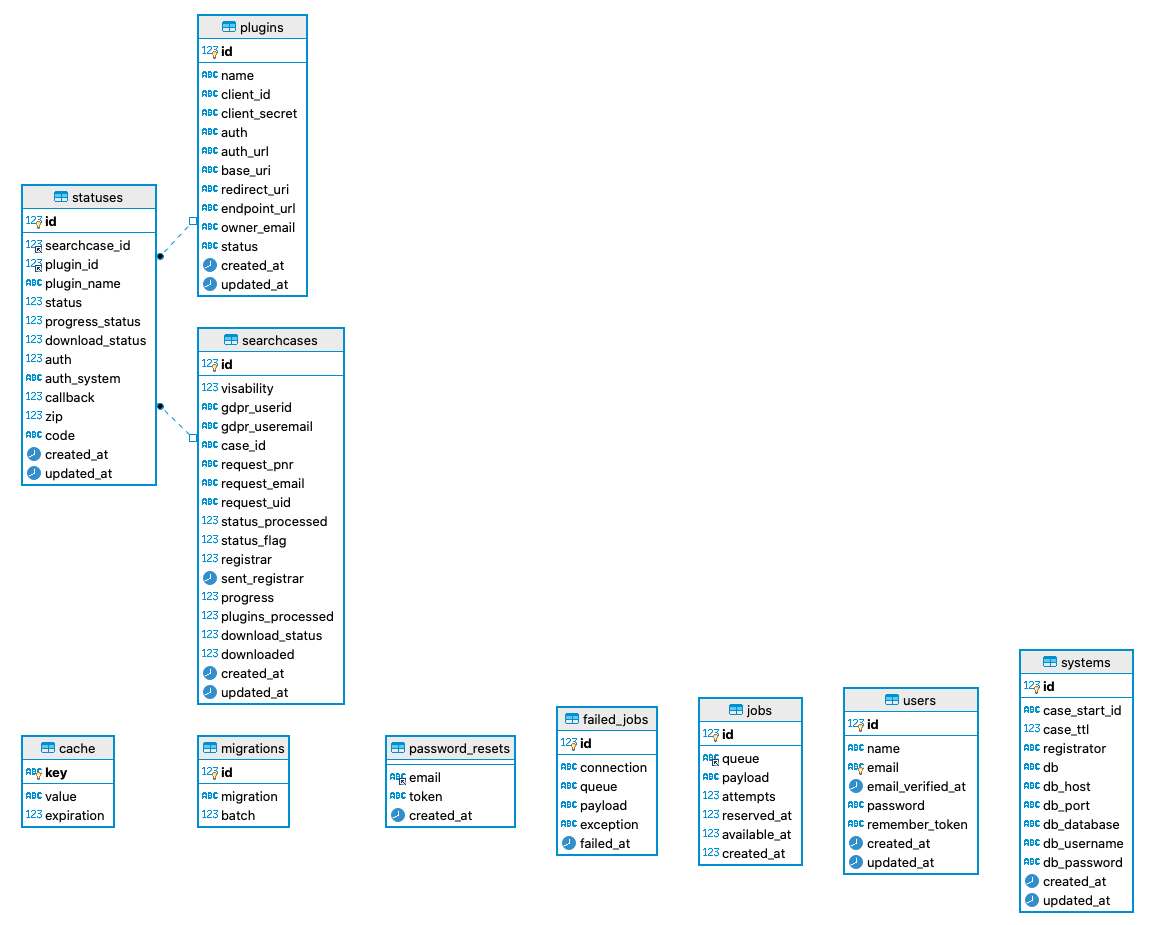 plugins
123 id
ABC name
ABC client_id
ABC client_secret
ABC auth
ABC auth_url
ABC base_uri
ABC redirect_uri
ABC endpoint_url
ABC owner_email
ABC status
created_at
updated_at
statuses
123 id
123 searchcase_id
123 plugin_id
ABC plugin_name
123 status
123 progress_status
123 download_status
123 auth
ABC auth_system
123 callback
123 zip
ABC code
created_at
updated_at
searchcases
123 id
123 visability
ABC gdpr_userid
ABC gdpr_useremail
ABC case_id
ABC request_pnr
ABC request_email
ABC request_uid
123 status_processed
123 status_flag
123 registrar
sent_registrar
123 progress
123 plugins_processed
123 download_status
123 downloaded
created_at
updated_at
cache
ABC key
ABC value
123 expiration
migrations
123 id
ABC migration
123 batch
password_resets
ABC email
ABC token
created_at
failed_jobs
123 id
ABC connection
ABC queue
ABC payload
ABC exception
failed_at
jobs
123 id
ABC queue
ABC payload
123 attempts
123 reserved_at
123 available_at
123 created_at
users
123 id
ABC name
ABC email
email_verified_at
ABC password
ABC remember_token
created_at
updated_at
systems
123 id
ABC case_start_id
123 case_ttl
ABC registrator
ABC db
ABC db_host
ABC db_port
ABC db_database
ABC db_username
ABC db_password
created_at
updated_at